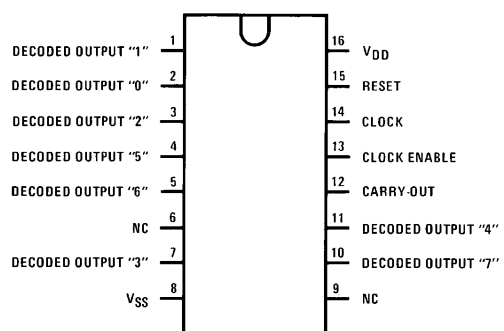 DECODED OUTPUT "1" 1
DECODED OUTPUT "0" 2
DECODED OUTPUT "2" 3
DECODED OUTPUT "5" 4
DECODED OUTPUT "6" 5
NC 6
DECODED OUTPUT "3" 7
VSS 8
16 VDD
15 RESET
14 CLOCK
13 CLOCK ENABLE
12 CARRY-OUT
11 DECODED OUTPUT "4"
10 DECODED OUTPUT "7"
9 NC